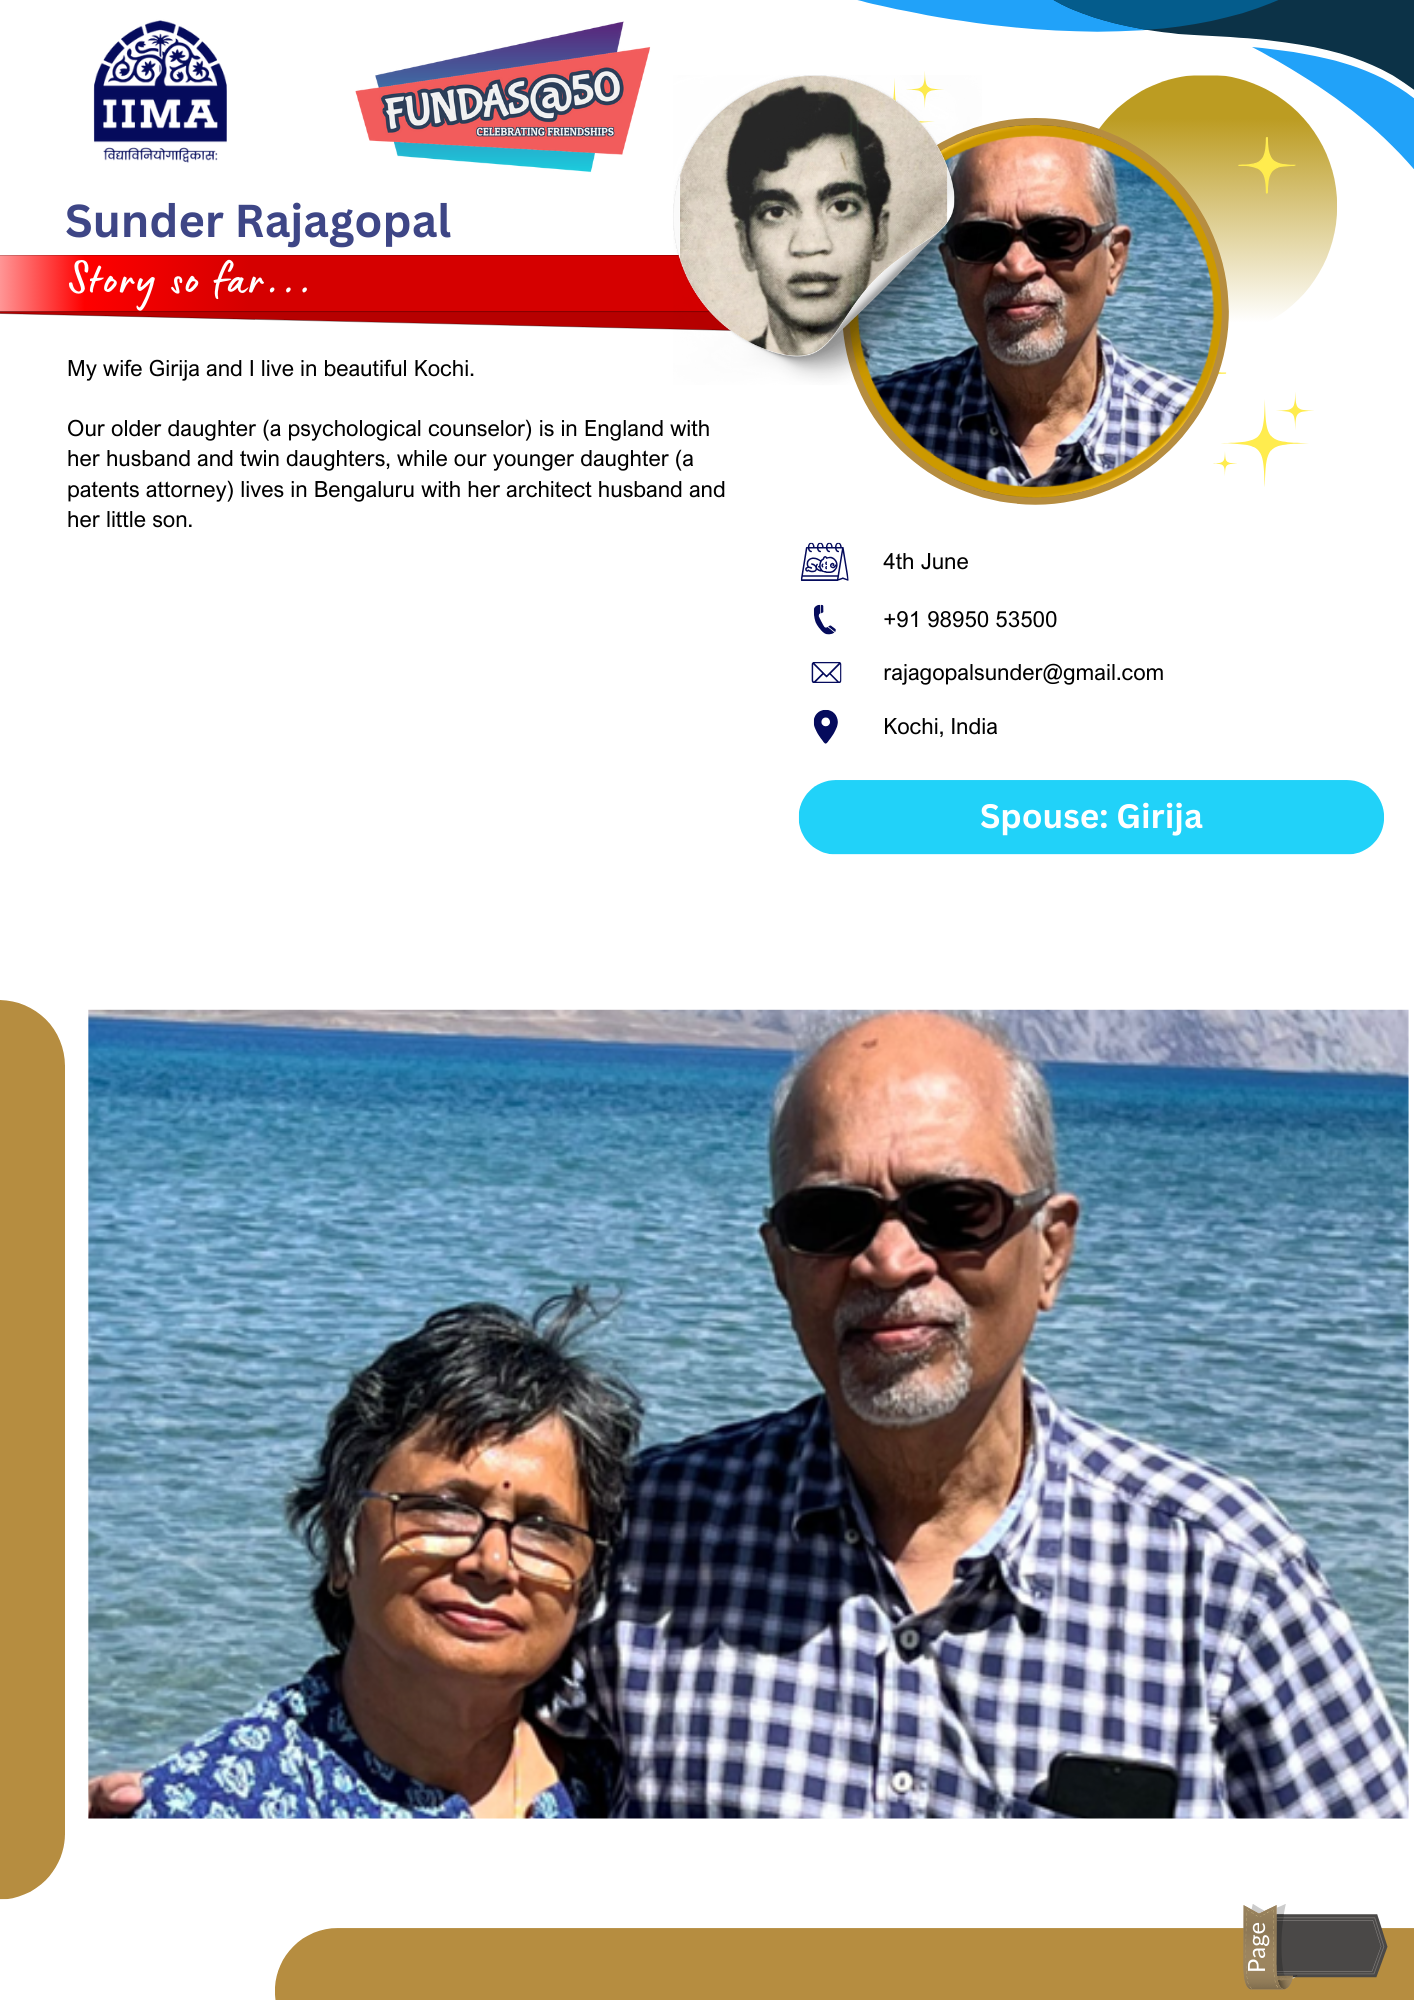 IIMA
विद्याविनियोगाद्विकास:
FUNDAS@50
CELEBRATING FRIENDSHIPS
Sunder Rajagopal
Story so far...
My wife Girija and I live in beautiful Kochi.
Our older daughter (a psychological counselor) is in England with
her husband and twin daughters, while our younger daughter (a
patents attorney) lives in Bengaluru with her architect husband and
her little son.
4th June
+91 98950 53500
rajagopalsunder@gmail.com
Kochi, India
Spouse: Girija
Page